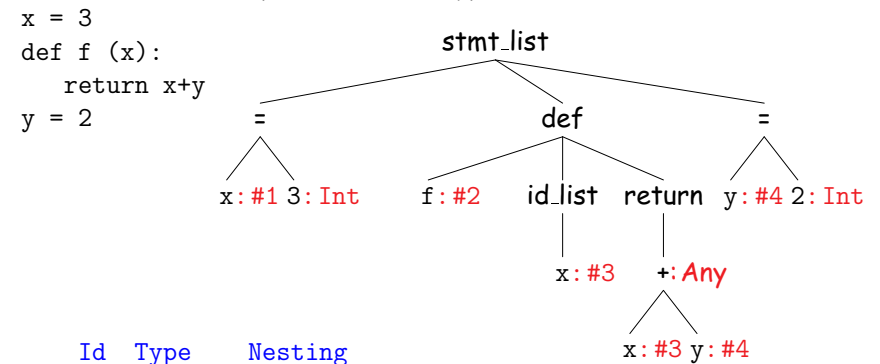 x = 3
def f (x):
return x+y
y = 2
stmt_list
= def =
x:#1 3:Int f:#2 id_list return y:#4 2:Int
x:#3 +:Any
x:#3 y:#4
Id Type Nesting